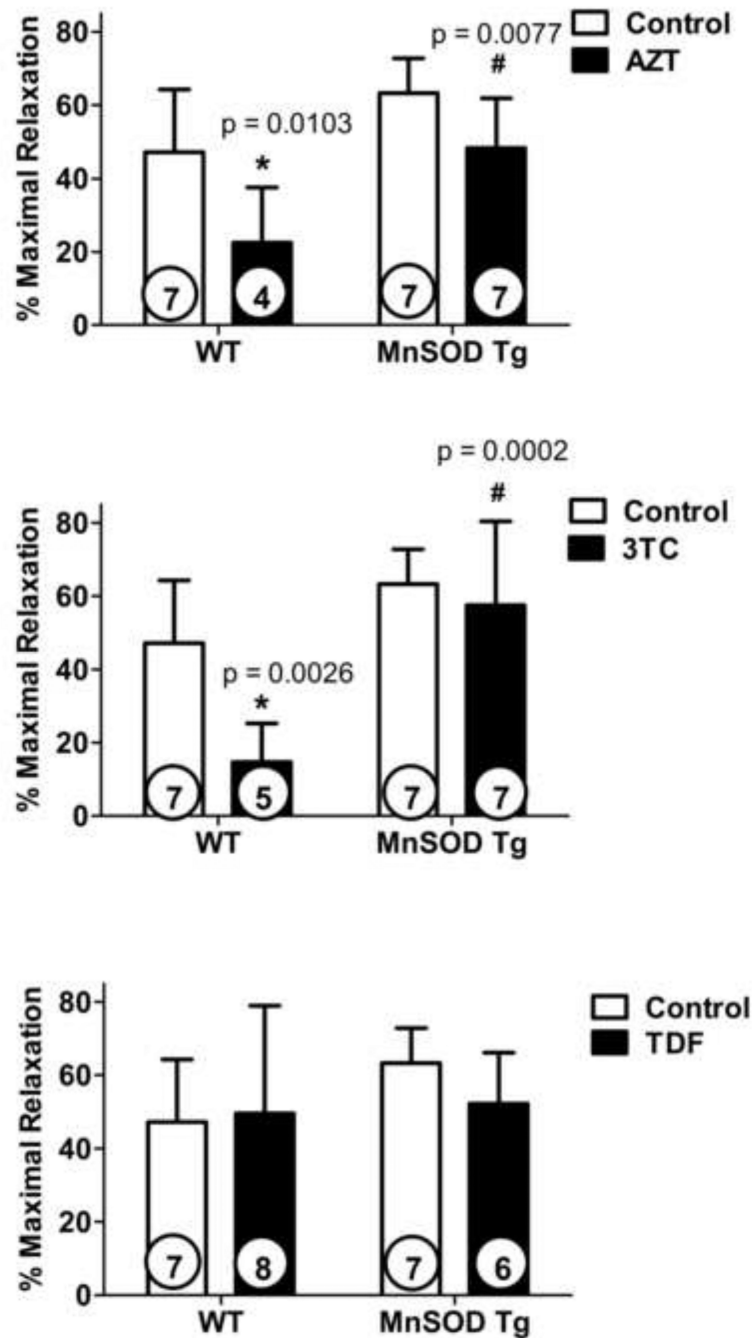 % Maximal Relaxation
80
60
40
20
0
Control
AZT
p = 0.0103
*
p = 0.0077
#
7
4
7
7
WT
MnSOD Tg
% Maximal Relaxation
80
60
40
20
0
Control
3TC
p = 0.0026
*
p = 0.0002
#
7
5
7
7
WT
MnSOD Tg
% Maximal Relaxation
80
60
40
20
0
Control
TDF
7
8
7
6
WT
MnSOD Tg